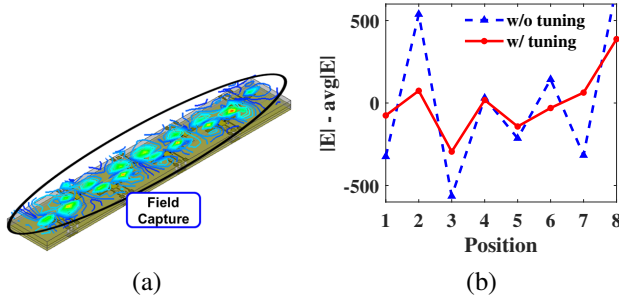 Field
Capture
(a)
|E| - avg|E|
500
0
-500
w/o tuning
w/ tuning
1 2 3 4 5 6 7 8
Position
(b)